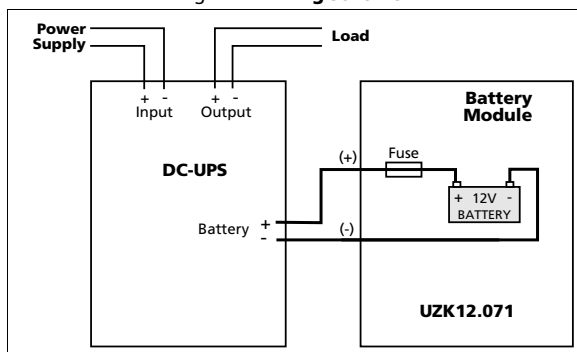 Power
Supply
Load
+ - + -
Input Output
Battery
Module
DC-UPS
(+)
Fuse
+ 12V -
BATTERY
Battery +
-
(-)
UZK12.071